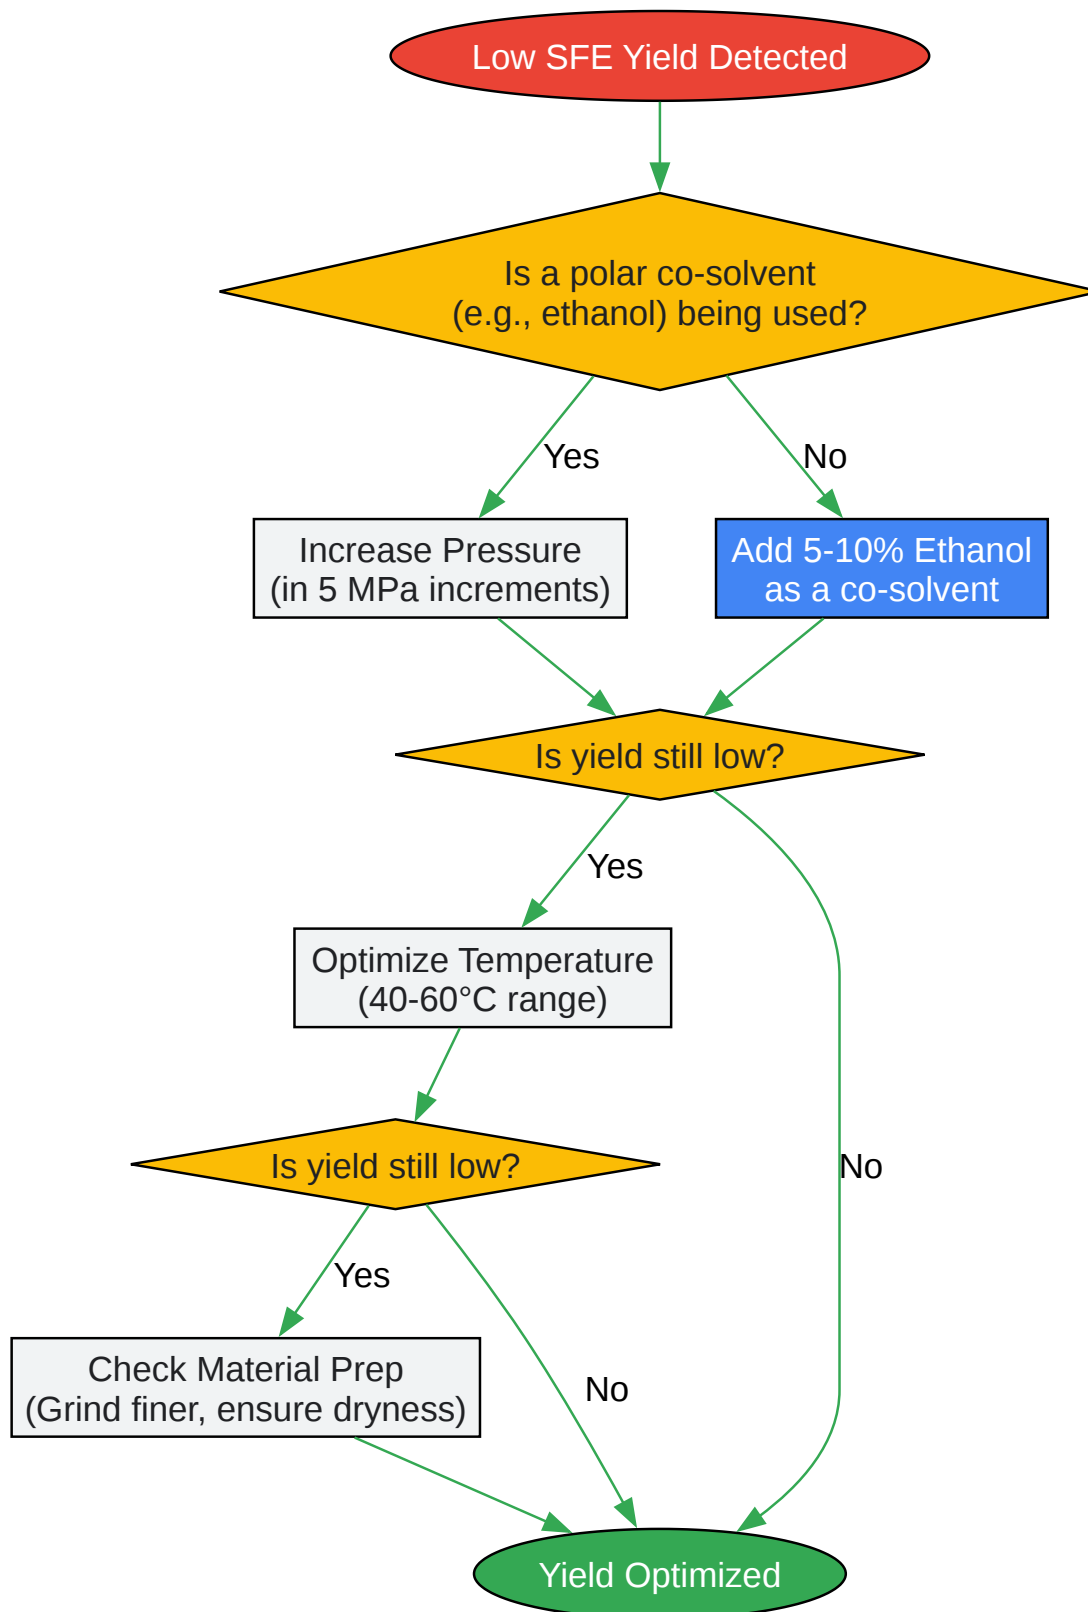 Low SFE Yield Detected
Is a polar co-solvent
(e.g., ethanol) being used?
Yes
No
Increase Pressure
(in 5 MPa increments)
Add 5-10% Ethanol
as a co-solvent
Is yield still low?
Yes
Optimize Temperature
(40-60°C range)
Is yield still low?
No
Yes
Check Material Prep
(Grind finer, ensure dryness)
No
Yield Optimized